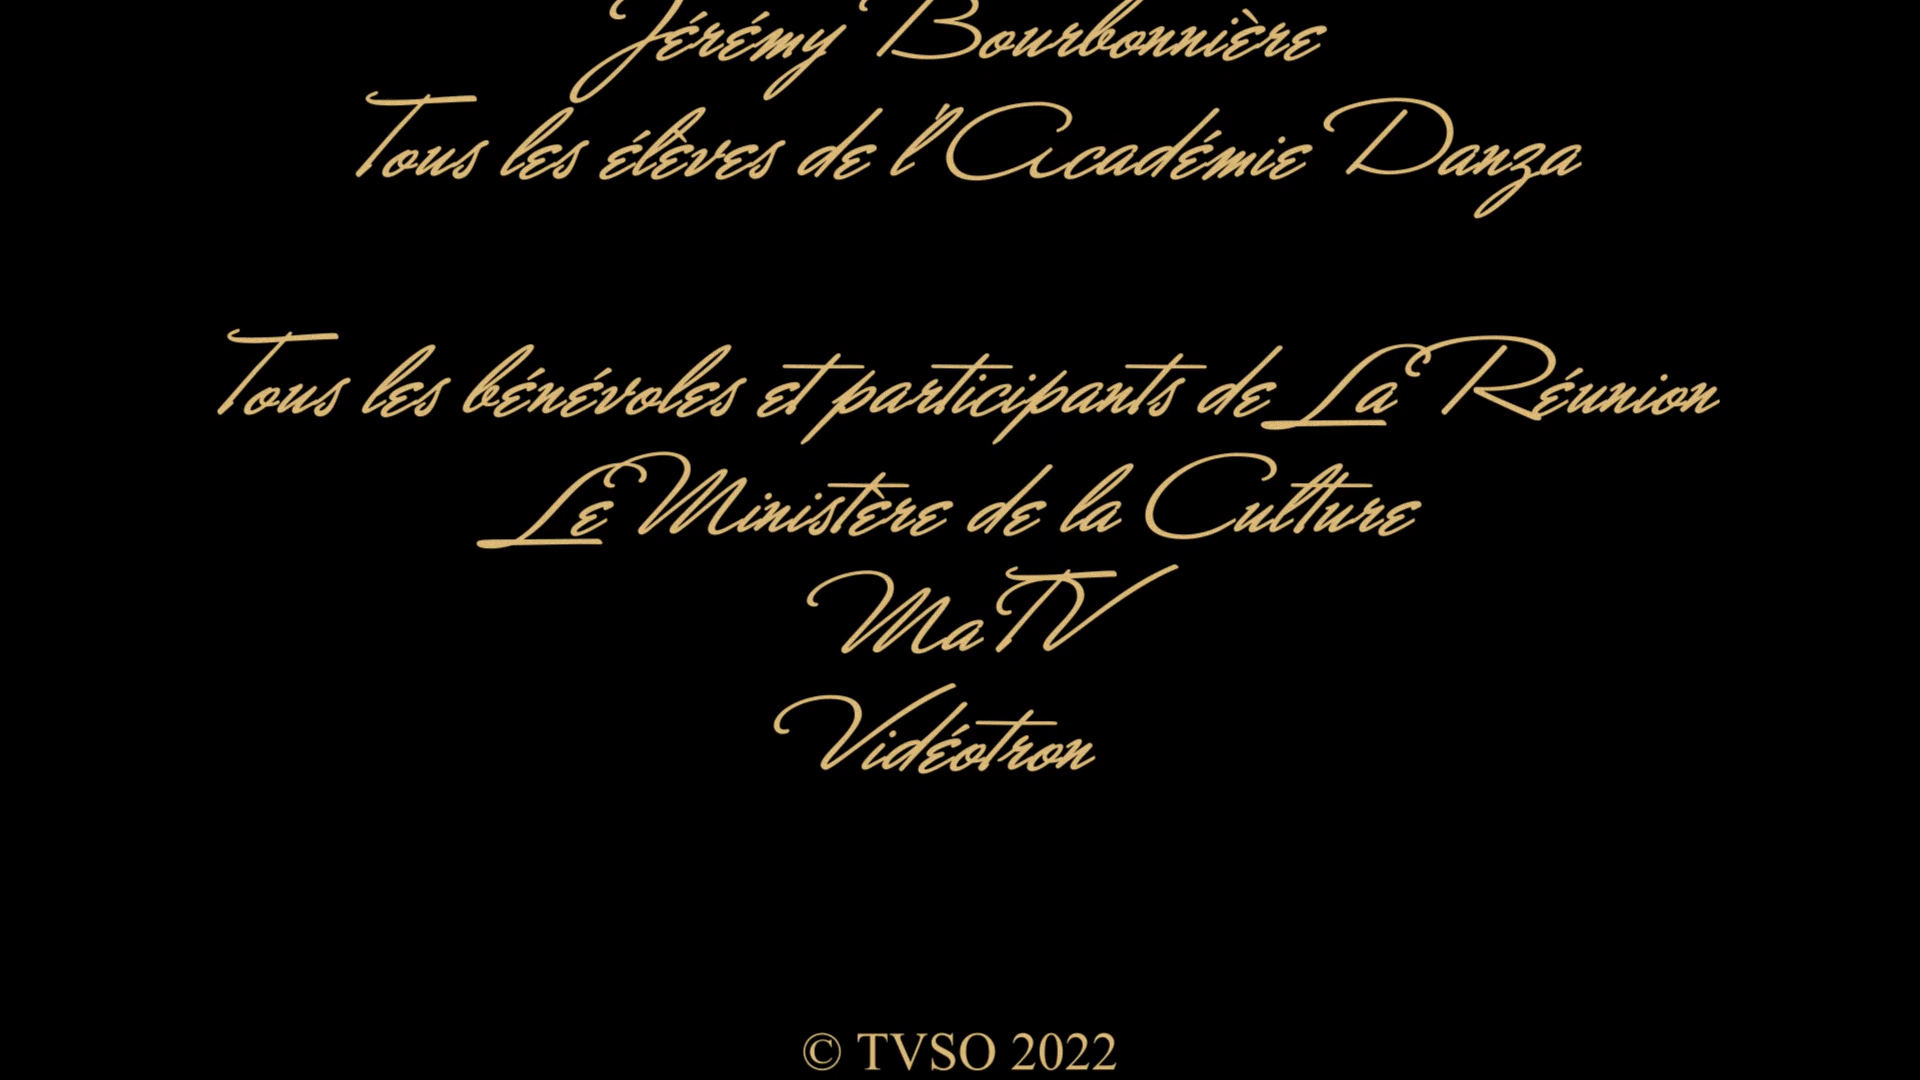 Jérémy Bourbonnière
Tous les élèves de l'Académie Danza
Tous les bénévoles et participants de La Réunion
Le Ministère de la Culture
MaTV
Vidéotron
© TVSO 2022